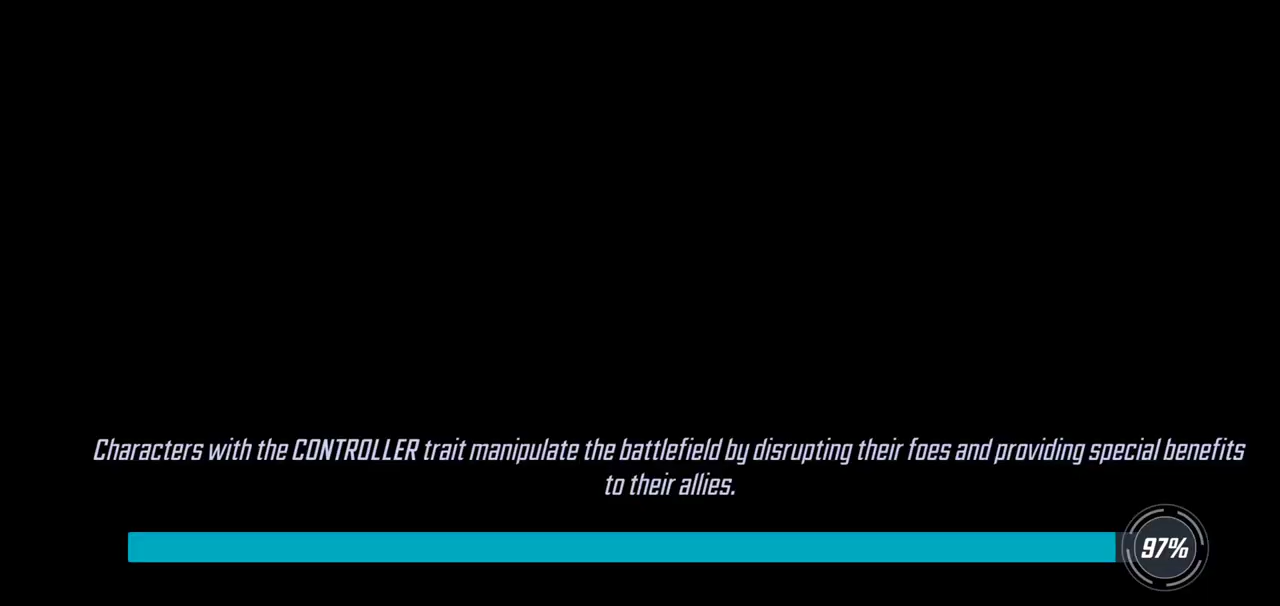 Characters with the CONTROLLER trait manipulate the battlefield by disrupting their foes and providing special benefits
to their allies.
97%